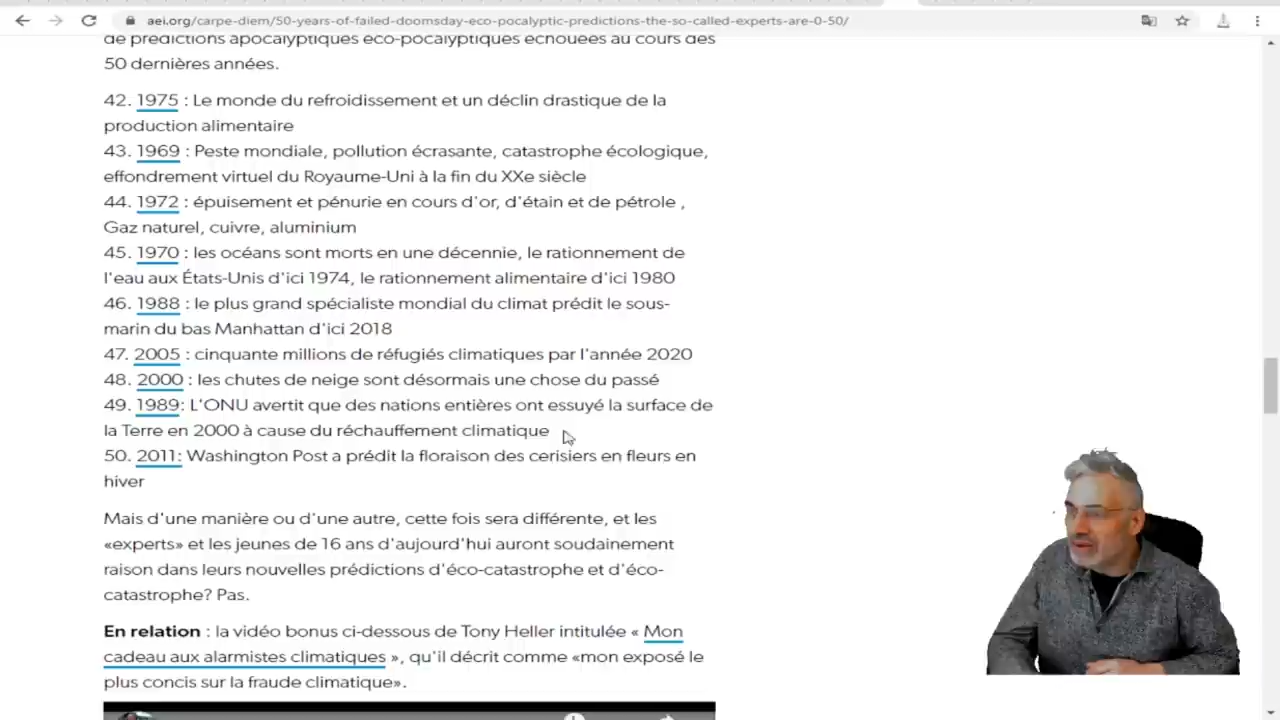 aei.org/carpe-diem/50-years-of-failed-doomsday-eco-pocalyptic-predictions-the-so-called-experts-are-0-50/
de prédictions apocalyptiques éco-pocalyptiques échouées au cours des
50 dernières années.
42. 1975 : Le monde du refroidissement et un déclin drastique de la
production alimentaire
43. 1969 : Peste mondiale, pollution écrasante, catastrophe écologique,
effondrement virtuel du Royaume-Uni à la fin du XXe siècle
44. 1972 : épuisement et pénurie en cours d'or, d'étain et de pétrole ,
Gaz naturel, cuivre, aluminium
45. 1970 : les océans sont morts en une décennie, le rationnement de
l'eau aux États-Unis d'ici 1974, le rationnement alimentaire d'ici 1980
46. 1988 : le plus grand spécialiste mondial du climat prédit le sous-
marin du bas Manhattan d'ici 2018
47. 2005 : cinquante millions de réfugiés climatiques par l'année 2020
48. 2000 : les chutes de neige sont désormais une chose du passé
49. 1989: L'ONU avertit que des nations entières ont essuyé la surface de
la Terre en 2000 à cause du réchauffement climatique
50. 2011: Washington Post a prédit la floraison des cerisiers en fleurs en
hiver
Mais d'une manière ou d'une autre, cette fois sera différente, et les
«experts» et les jeunes de 16 ans d'aujourd'hui auront soudainement
raison dans leurs nouvelles prédictions d'éco-catastrophe et d'éco-
catastrophe? Pas.
En relation : la vidéo bonus ci-dessous de Tony Heller intitulée « Mon
cadeau aux alarmistes climatiques », qu'il décrit comme «mon exposé le
plus concis sur la fraude climatique».